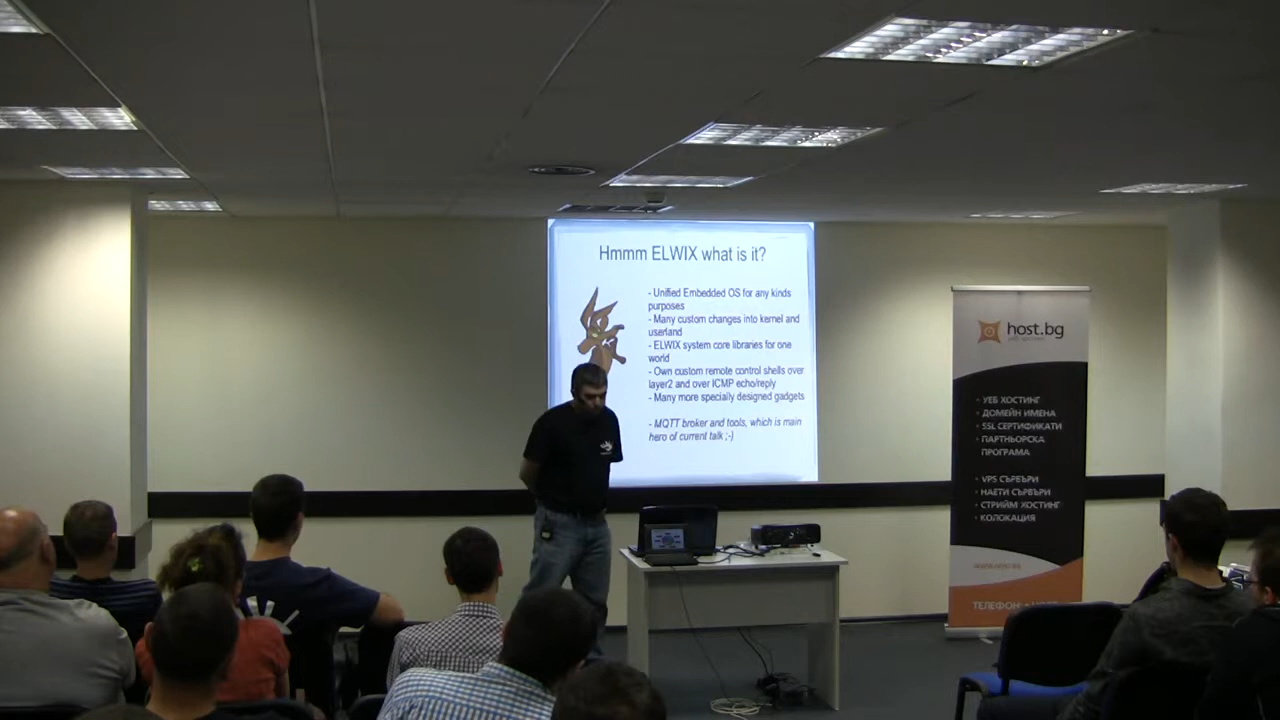 Hmmm ELWIX what is it?
- Unified Embedded OS for any kinds
purposes
- Many custom changes into kernel and
userland
- ELWIX system core libraries for one
world
- Own custom remote control shells over
layer2 and over ICMP echo/reply
- Many more specially designed gadgets
- MQTT broker and tools, which is main
hero of current talk ;-)
host.bg
УЕБ ХОСТИНГ
ДОМЕЙН ИМЕНА
SSL СЕРТИФИКАТИ
ПАРТНЬОРСКА
ПРОГРАМА
VPS СЪРВЪРИ
НАЕТИ СЪРВЪРИ
СТРИЙМ ХОСТИНГ
КОЛОКАЦИЯ
ТЕЛЕФОН: